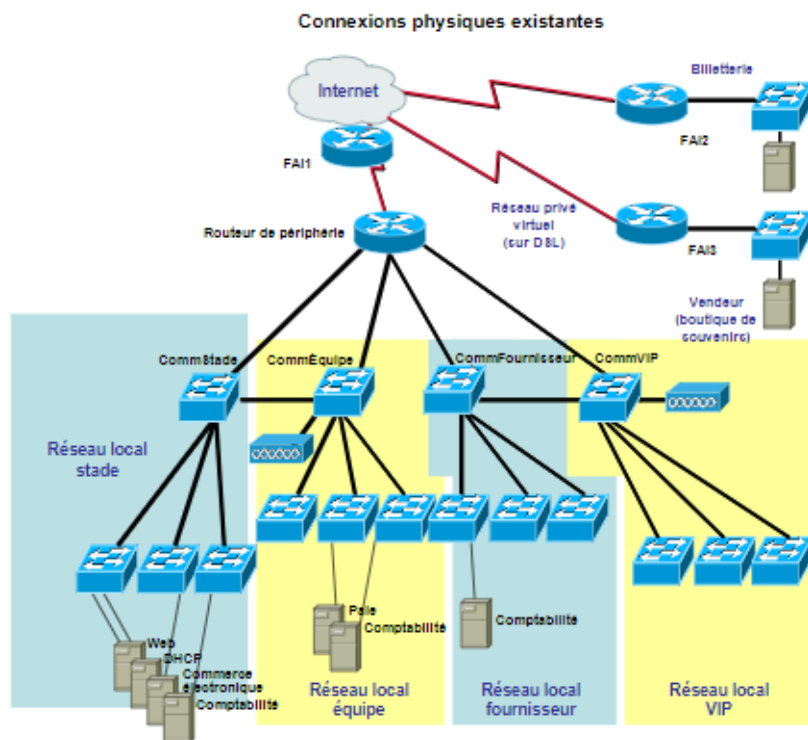 Connexions physiques existantes
Billetterie
Internet
FAI1
FAI2
Réseau privé
virtuel
(sur DSL)
Routeur de périphérie
FAI3
Vendeur
(boutique de
souvenirs)
CommStade
CommÉquipe
CommFournisseur
CommVIP
Réseau local
stade
Web
DHCP
Commerce
électronique
Comptabilité
Paie
Comptabilité
Comptabilité
Réseau local
équipe
Réseau local
fournisseur
Réseau local
VIP